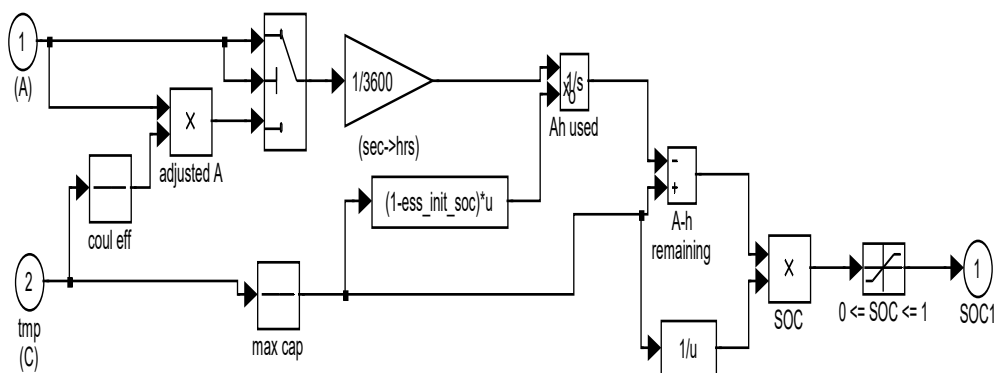 1
(A)
×
adjusted A
coul eff
2
tmp
(C)
1/3600
(sec->hrs)
(1-ess_init_soc)*u
max cap
1/s
xo
Ah used
-
+
A-h
remaining
1/u
×
SOC
0 <= SOC <= 1
1
SOC1